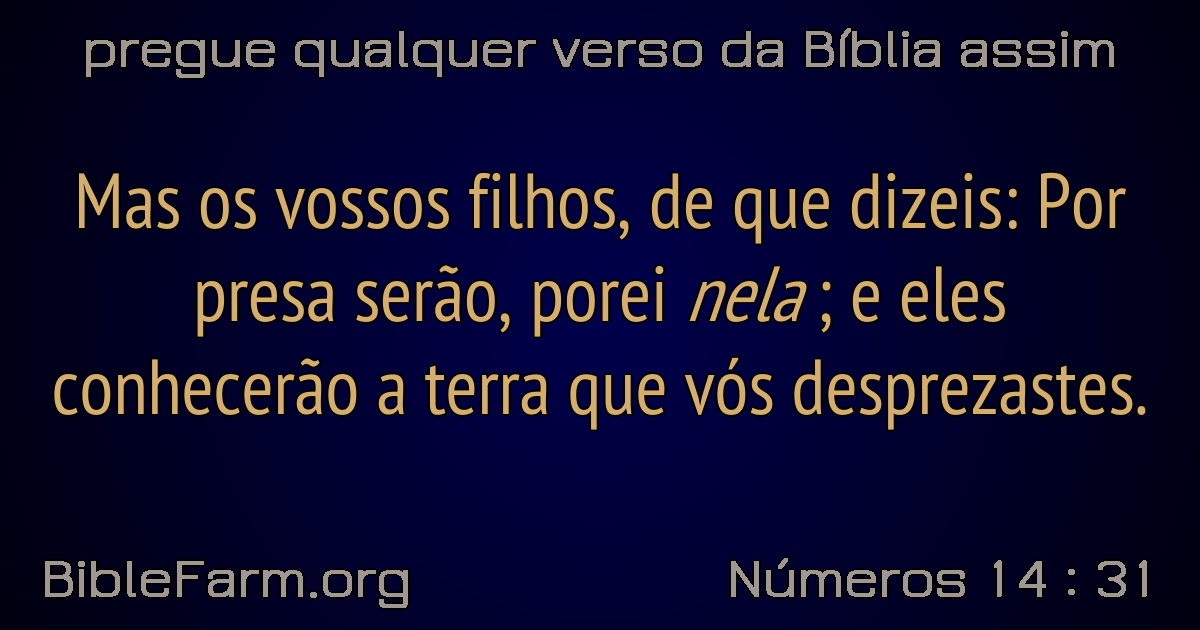 pregue qualquer verso da Bíblia assim
Mas os vossos filhos, de que dizeis: Por
presa serão, porei nela ; e eles
conhecerão a terra que vós desprezastes.
BibleFarm.org
Números 14 : 31